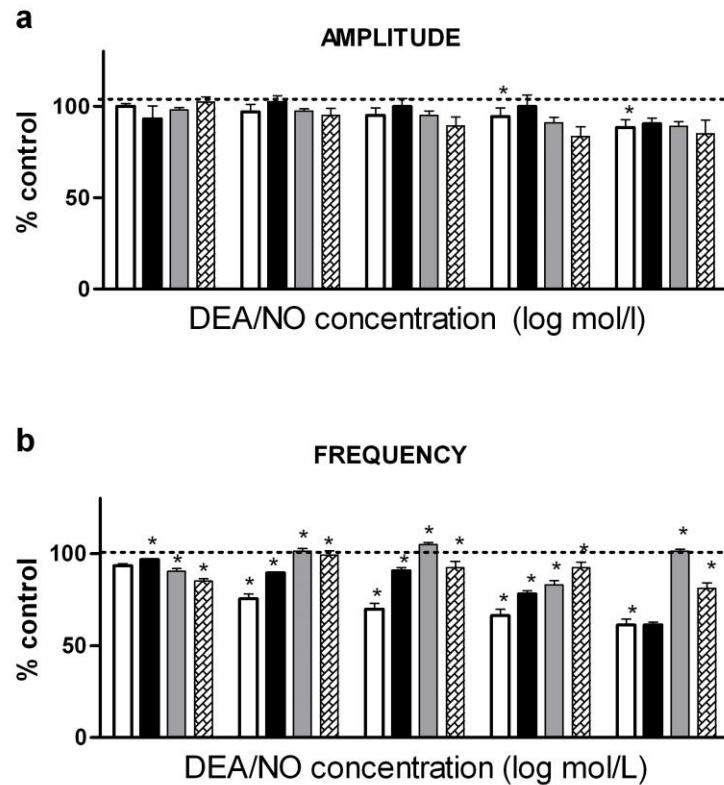 a
AMPLITUDE
*
*
100
50
0
% control
DEA/NO concentration (log mol/l)
b
FREQUENCY
* * * * * * * * * * * * * * * * * *
100
50
0
% control
DEA/NO concentration (log mol/L)